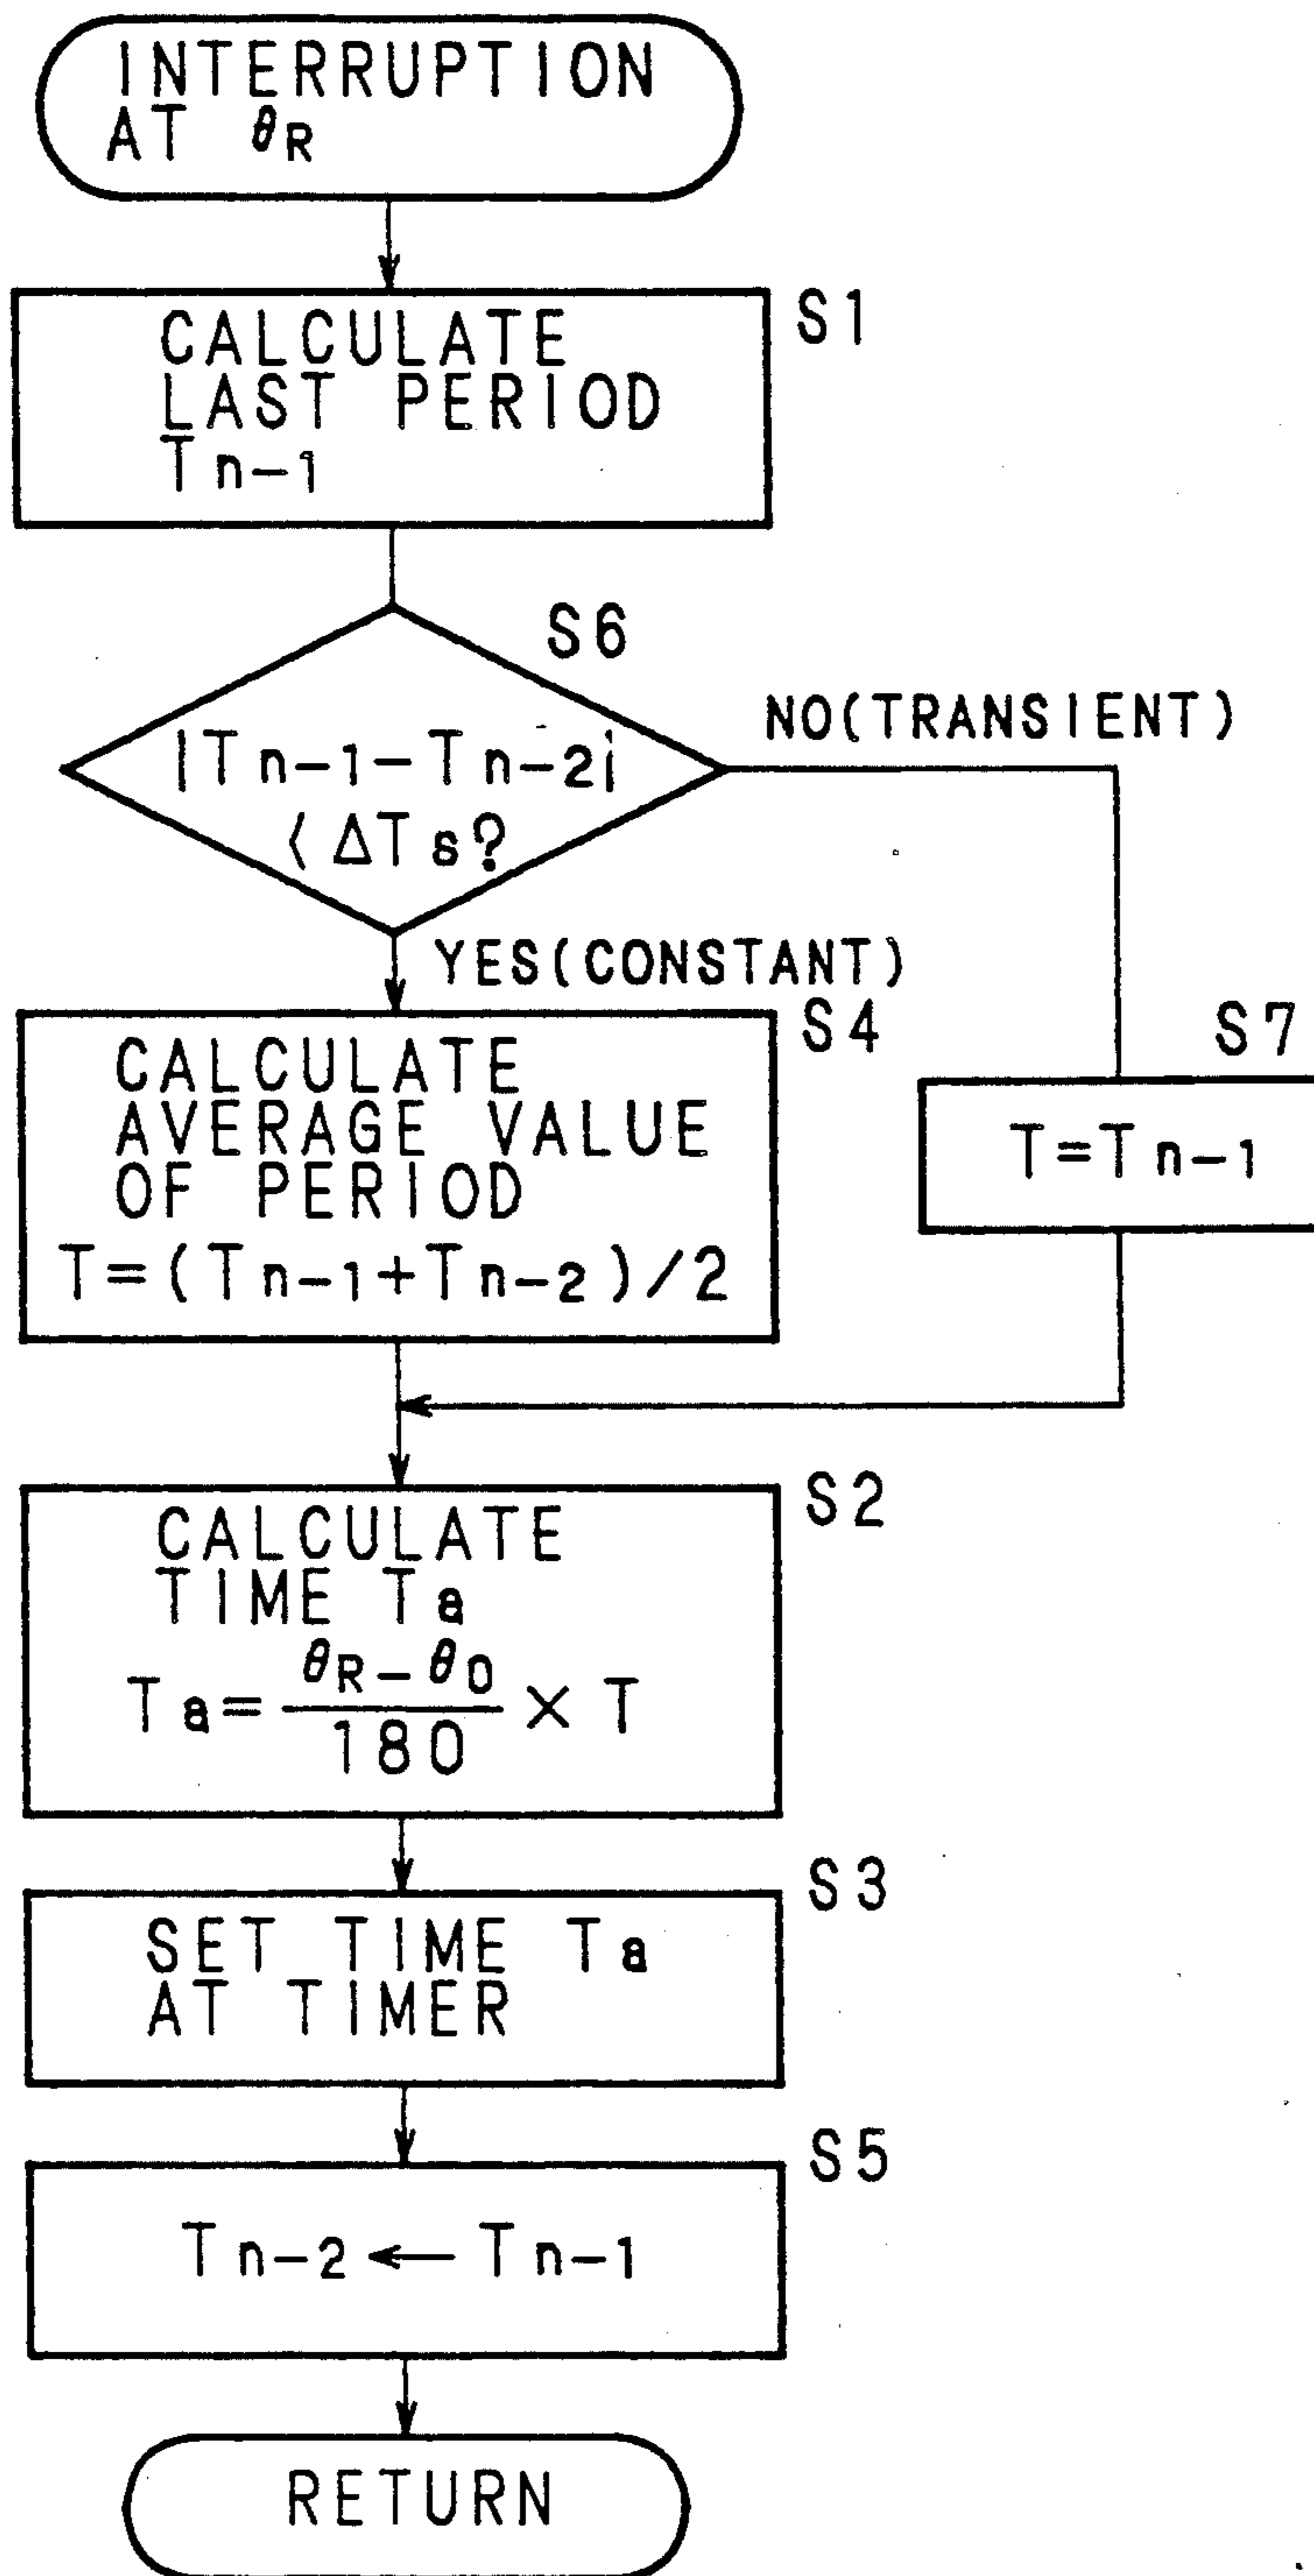 INTERRUPTION
AT θR
CALCULATE
LAST PERIOD
Tn-1
S1
S6
|Tn-1-Tn-2|
< ΔTs?
NO(TRANSIENT)
YES(CONSTANT)
S4
CALCULATE
AVERAGE VALUE
OF PERIOD
T=(Tn-1+Tn-2)/2
S7
T=Tn-1
S2
CALCULATE
TIME Ta
Ta= θR-θ0 / 180 × T
S3
SET TIME Ta
AT TIMER
S5
Tn-2 ← Tn-1
RETURN